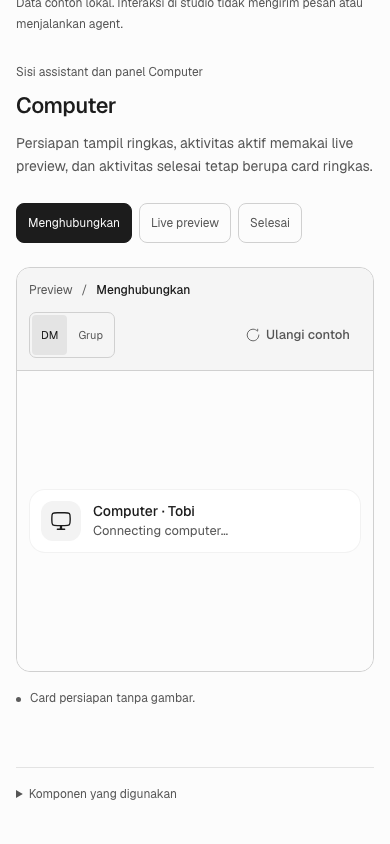 Data contoh lokal. Interaksi di studio tidak mengirim pesan atau
menjalankan agent.
Sisi assistant dan panel Computer
Computer
Persiapan tampil ringkas, aktivitas aktif memakai live
preview, dan aktivitas selesai tetap berupa card ringkas.
Menghubungkan Live preview Selesai
Preview / Menghubungkan
DM Grup Ulangi contoh
Computer · Tobi
Connecting computer...
Card persiapan tanpa gambar.
Komponen yang digunakan